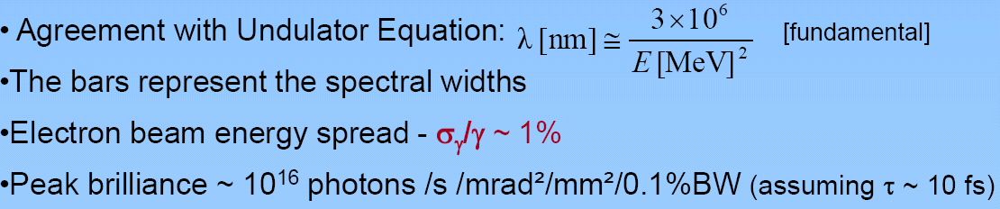 • Agreement with Undulator Equation: λ [nm] ≅ 3×10⁶ / E [MeV]² [fundamental]
•The bars represent the spectral widths
•Electron beam energy spread - σᵧ/γ ~ 1%
•Peak brilliance ~ 10¹⁶ photons /s /mrad²/mm²/0.1%BW (assuming τ ~ 10 fs)